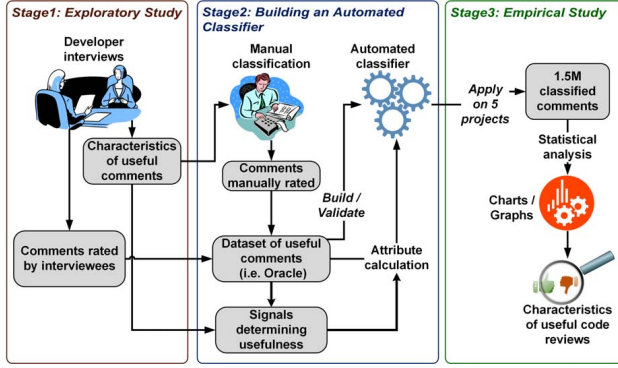 Stage1: Exploratory Study
Developer
interviews
Characteristics
of useful
comments
Comments rated
by interviewees
Stage2: Building an Automated
Classifier
Manual
classification
Automated
classifier
Comments
manually rated
Build /
Validate
Dataset of useful
comments
(i.e. Oracle)
Attribute
calculation
Signals
determining
usefulness
Stage3: Empirical Study
Apply
on 5
projects
1.5M
classified
comments
Statistical
analysis
Charts /
Graphs
Characteristics
of useful code
reviews